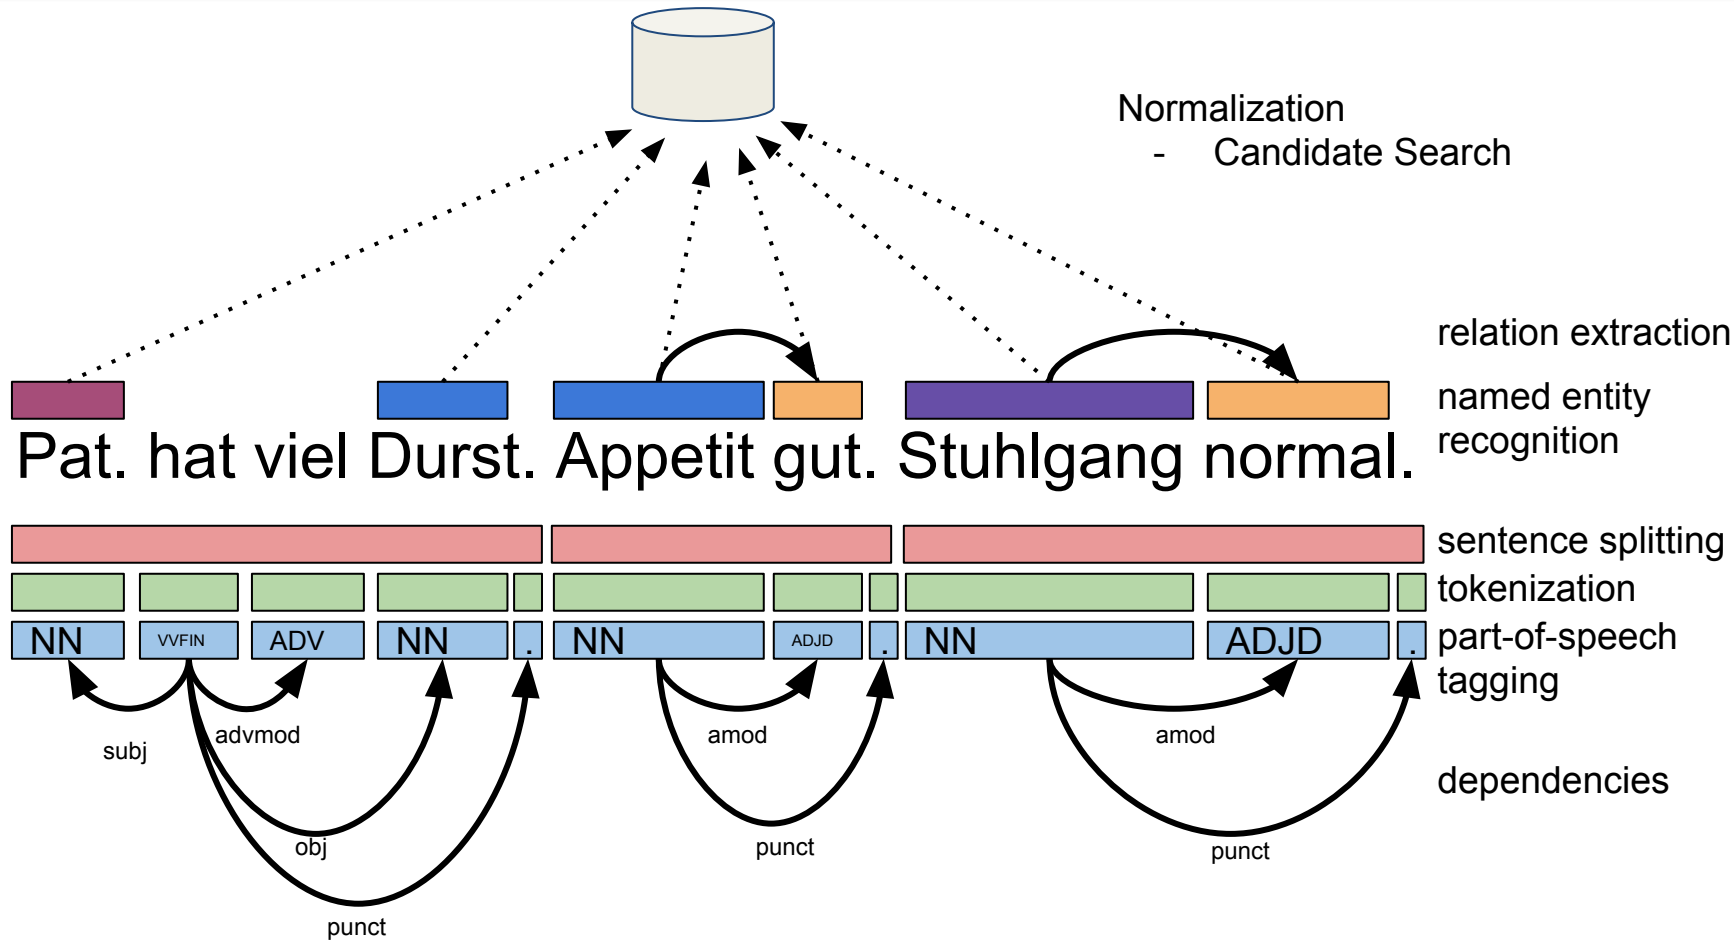 Normalization
- Candidate Search
relation extraction
named entity
recognition
Pat. hat viel Durst. Appetit gut. Stuhlgang normal.
sentence splitting
tokenization
NN VVFIN ADV NN . NN ADJD . NN ADJD .
part-of-speech
tagging
subj advmod amod amod
dependencies
obj punct punct
punct